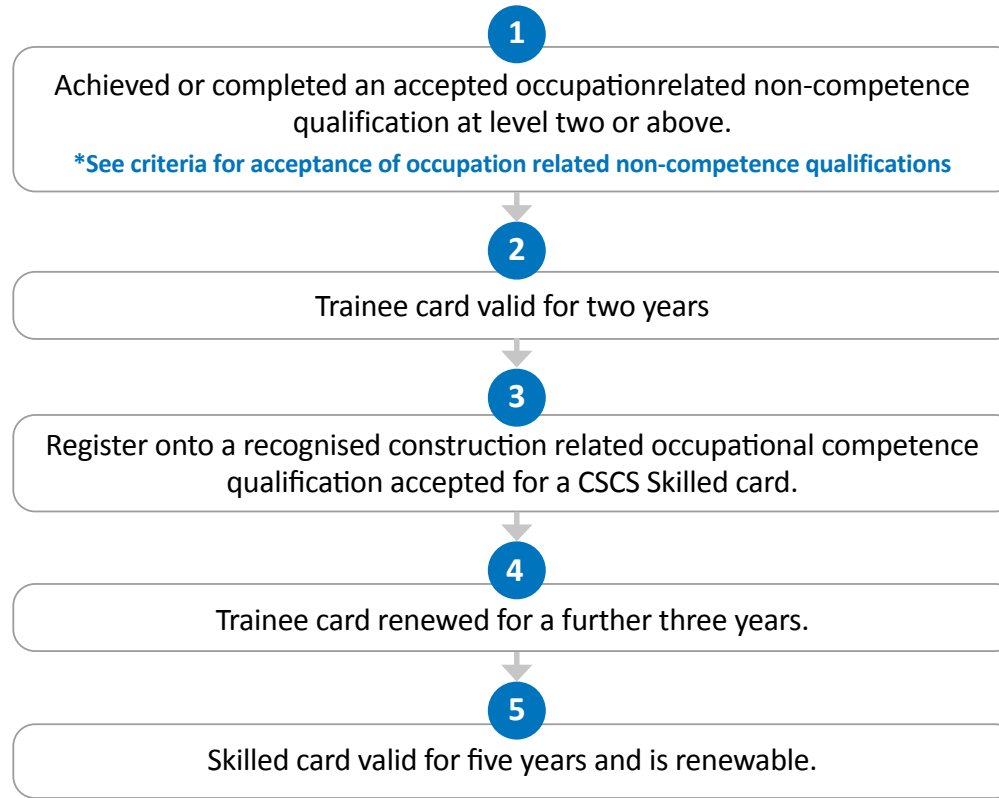 1
Achieved or completed an accepted occupationrelated non-competence
qualification at level two or above.
*See criteria for acceptance of occupation related non-competence qualifications
2
Trainee card valid for two years
3
Register onto a recognised construction related occupational competence
qualification accepted for a CSCS Skilled card.
4
Trainee card renewed for a further three years.
5
Skilled card valid for five years and is renewable.